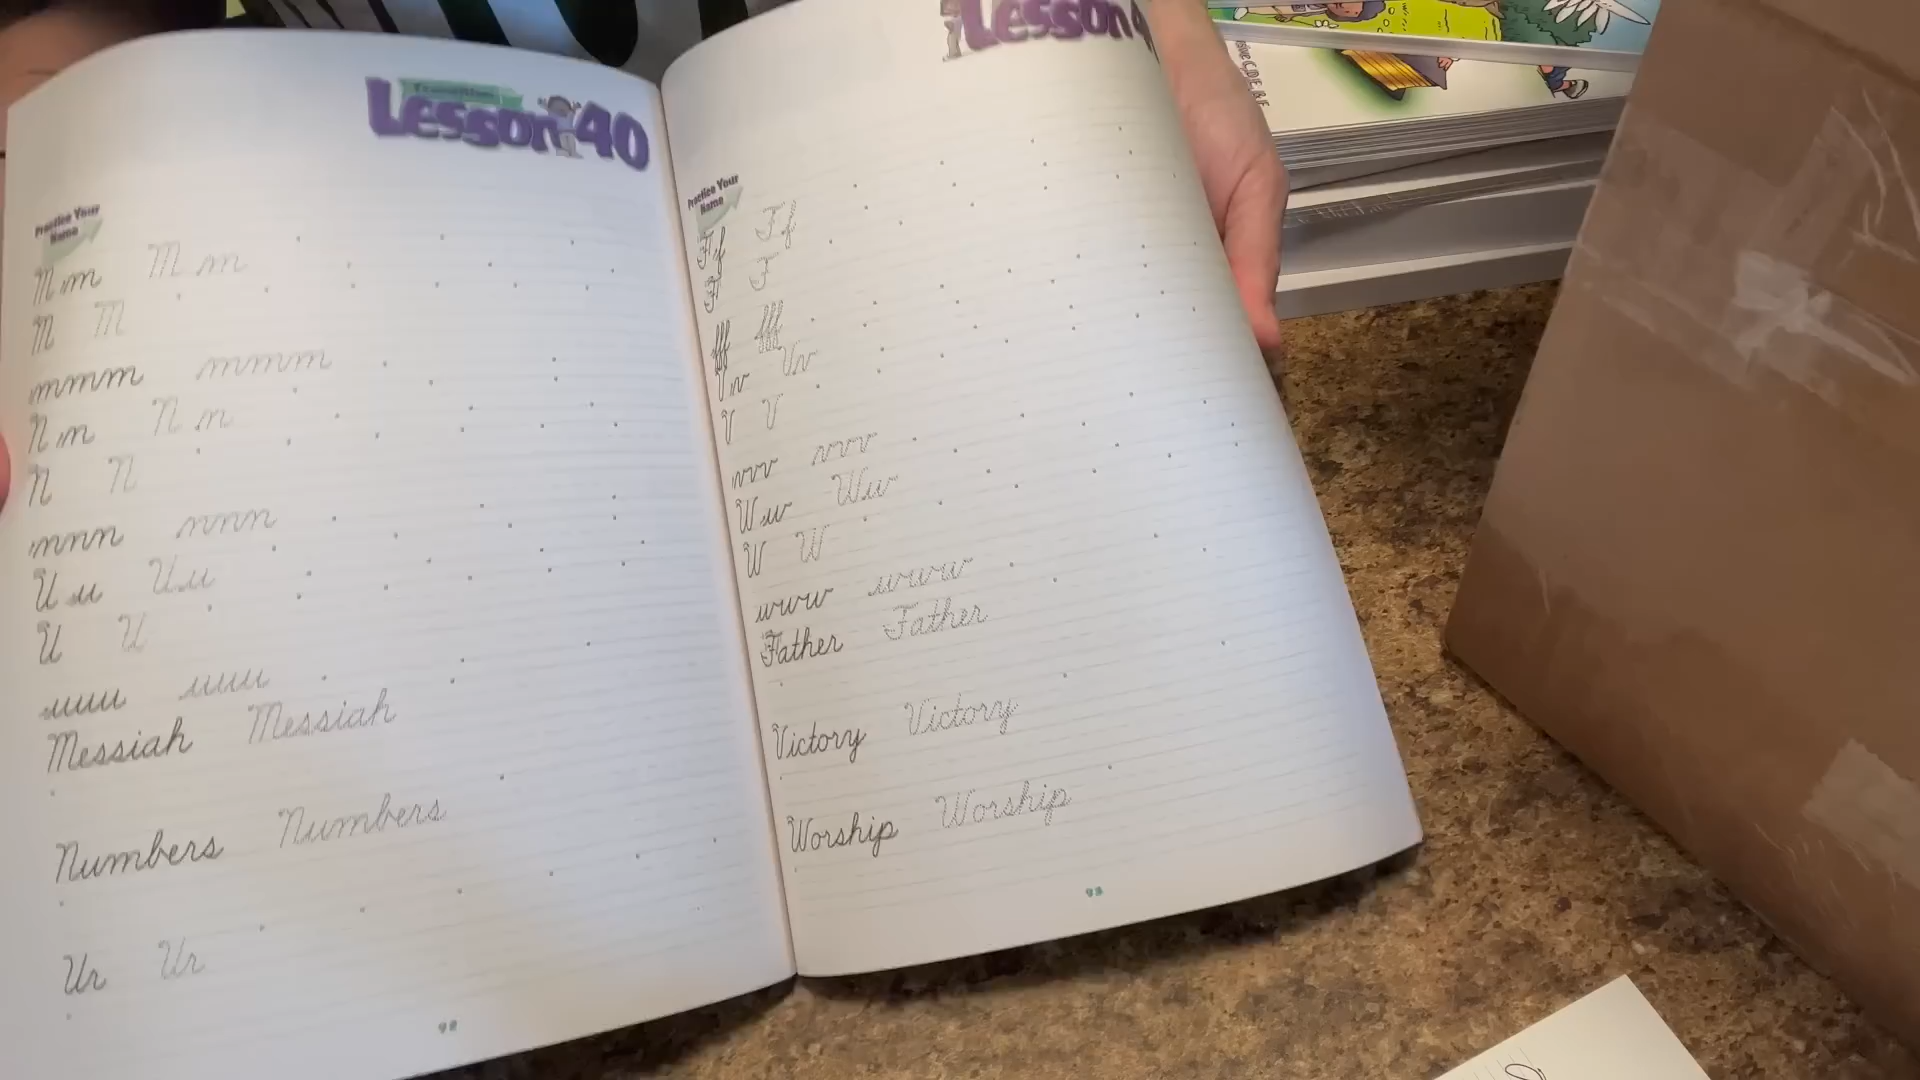 Transition
Lesson 40
Practice Your
Name
Mm Mm
M M
mmm mmm
Nn Nn
N N
nnn nnn
Uu Uu
U U
uuu uuu
Messiah Messiah
Numbers Numbers
Ur Ur
Lesson
Practice Your
Name
Ff Ff
F F
fff fff
Vv Vv
V V
vvv vvv
Ww Ww
W W
www www
Father Father
Victory Victory
Worship Worship
sive C, D, E, & F